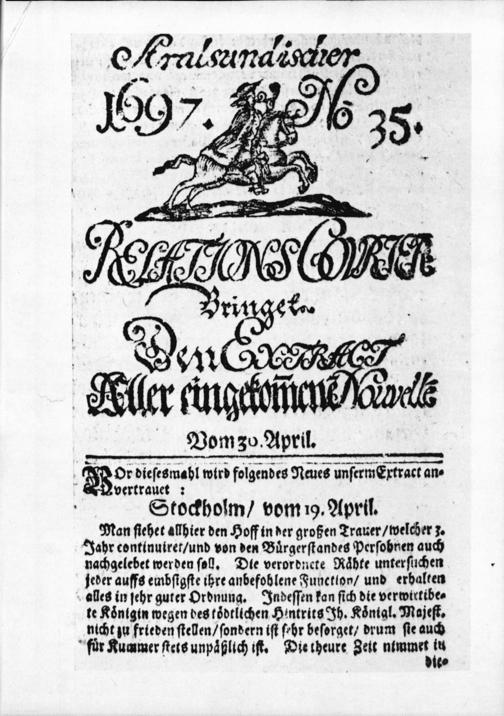 Stralsundischer
1697. No 35.
RELATIONS COURIER
Bringet
Den EXTRACT
Aller eingekom̃ene Nouvelle
Vom 30. April.
VOr diesesmahl wird folgendes Neues unserm Extract an-
vertrauet :
Stockholm/ vom 19. April.
Man siehet allhier den Hoff in der großen Trauer/welcher 3.
Jahr continuiret/und von den Bürgerstandes Persohnen auch
nachgelebet werden soll. Die verordnete Rähte untersuchen
jeder auffs embsigste ihre anbefohlene Function/ und erhalten
alles in sehr guter Ordnung. Indessen kan sich die verwittibe-
te Königin wegen des tödtlichen Hintrits Ih. Königl. Majest.
nicht zu frieden stellen/sondern ist sehr besorget/ drum sie auch
für Kummer stets unpäßlich ist. Die theure Zeit nimmet in
die-